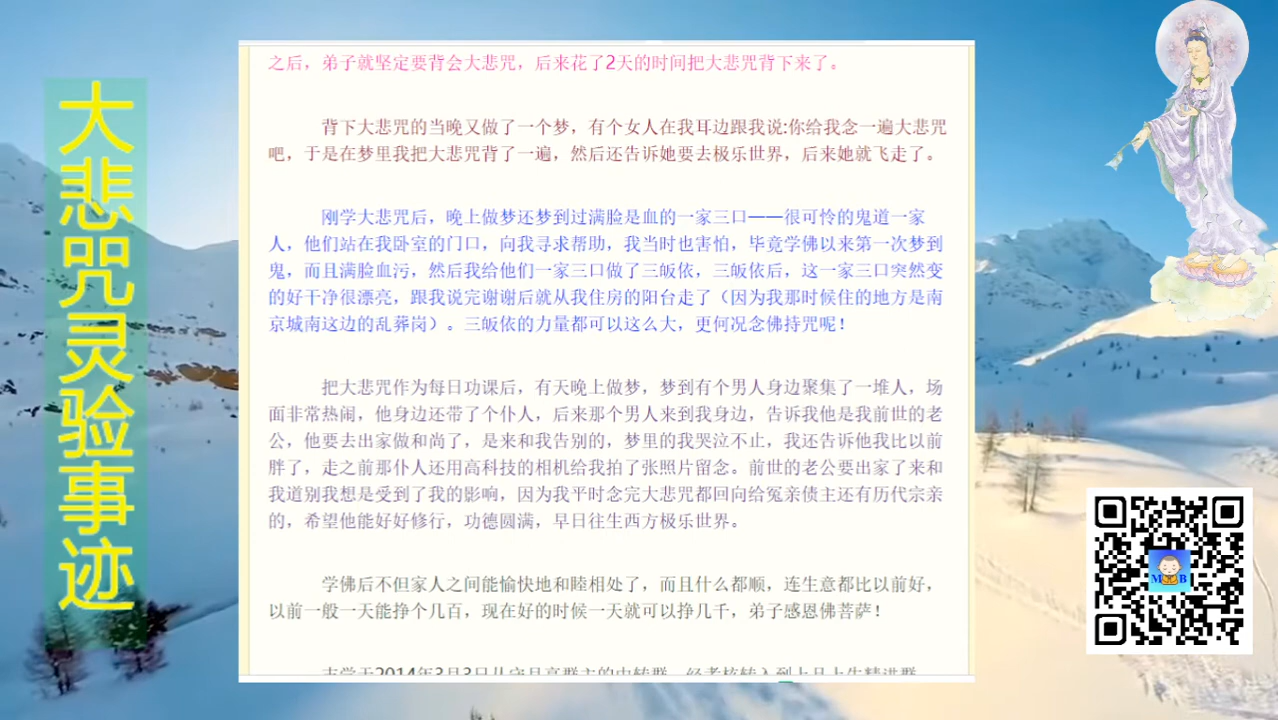 大悲咒灵验事迹
之后，弟子就坚定要背会大悲咒，后来花了2天的时间把大悲咒背下来了。
背下大悲咒的当晚又做了一个梦，有个女人在我耳边跟我说:你给我念一遍大悲咒
吧，于是在梦里我把大悲咒背了一遍，然后还告诉她要去极乐世界，后来她就飞走了。
刚学大悲咒后，晚上做梦还梦到过满脸是血的一家三口——很可怜的鬼道一家
人，他们站在我卧室的门口，向我寻求帮助，我当时也害怕，毕竟学佛以来第一次梦到
鬼，而且满脸血污，然后我给他们一家三口做了三皈依，三皈依后，这一家三口突然变
的好干净很漂亮，跟我说完谢谢后就从我住房的阳台走了（因为我那时候住的地方是南
京城南这边的乱葬岗）。三皈依的力量都可以这么大，更何况念佛持咒呢！
把大悲咒作为每日功课后，有天晚上做梦，梦到有个男人身边聚集了一堆人，场
面非常热闹，他身边还带了个仆人，后来那个男人来到我身边，告诉我他是我前世的老
公，他要去出家做和尚了，是来和我告别的，梦里的我哭泣不止，我还告诉他我比以前
胖了，走之前那仆人还用高科技的相机给我拍了张照片留念。前世的老公要出家了来和
我道别我想是受到了我的影响，因为我平时念完大悲咒都回向给冤亲债主还有历代宗亲
的，希望他能好好修行，功德圆满，早日往生西方极乐世界。
学佛后不但家人之间能愉快地和睦相处了，而且什么都顺，连生意都比以前好，
以前一般一天能挣个几百，现在好的时候一天就可以挣几千，弟子感恩佛菩萨！
2014年3月3日从
M B